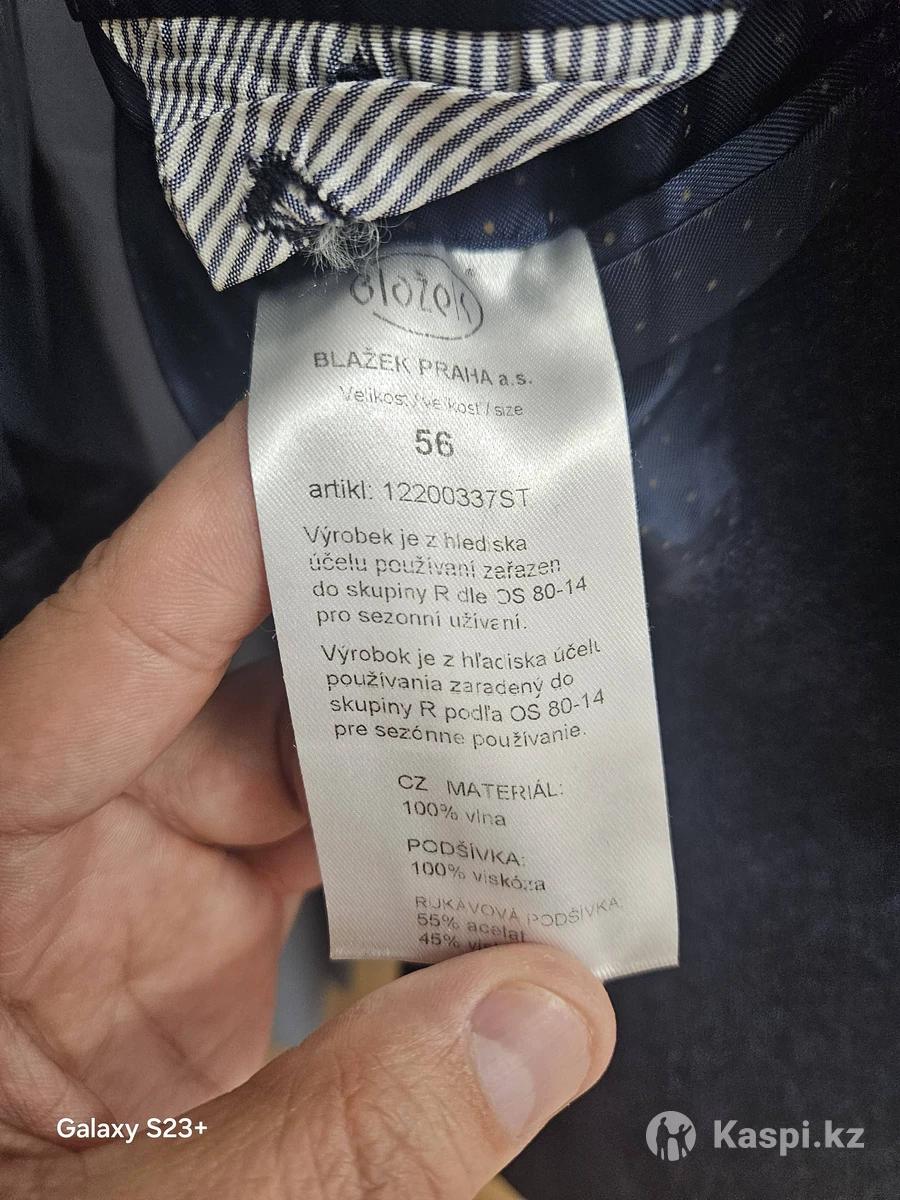 Blažek
BLAŽEK PRAHA a.s.
Velikost/veľkosť/size
56
artikl: 12200337ST
Výrobek je z hlediska
účelu používaní zařazen
do skupiny R dle OS 80-14
pro sezonní užívaní.
Výrobok je z hľadiska účelu
používania zaradený do
skupiny R podľa OS 80-14
pre sezónne používanie.
CZ MATERIÁL:
100% vlna
PODŠÍVKA:
100% viskóza
RUKÁVOVÁ PODŠÍVKA:
55% acetat
45%
Galaxy S23+
Kaspi.kz